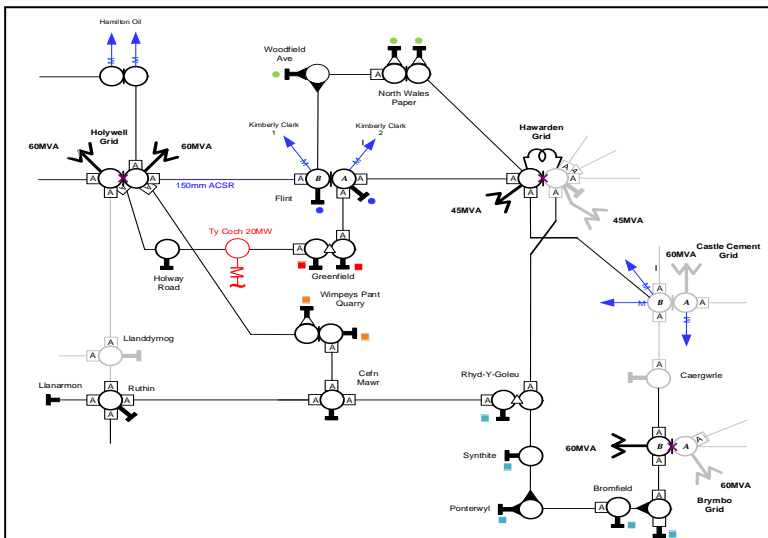 Hamilton Oil
M
M
Woodfield
Ave
A
North Wales
Paper
Kimberly Clark
1
Kimberly Clark
2
I
Holywell
Grid
60MVA
60MVA
Hawarden
Grid
A
A
A
A
A
A
A
150mm ACSR
M
M
A
B
A
A
Flint
A
A
A
A
A
45MVA
45MVA
Ty Coch 20MW
M
A
A
Greenfield
Holway
Road
Castle Cement
Grid
60MVA
I
M
A
M
B
A
A
M
A
Wimpeys Pant
Quarry
A
A
Llanddyrnog
A
A
Cefn
Mawr
Rhyd-Y-Goleu
A
Caergwrle
Llanarmon
Ruthin
A
A
A
A
A
A
A
A
A
Synthite
60MVA
A
B
A
A
A
60MVA
Brymbo
Grid
Ponterwyl
Bromfield
A
A